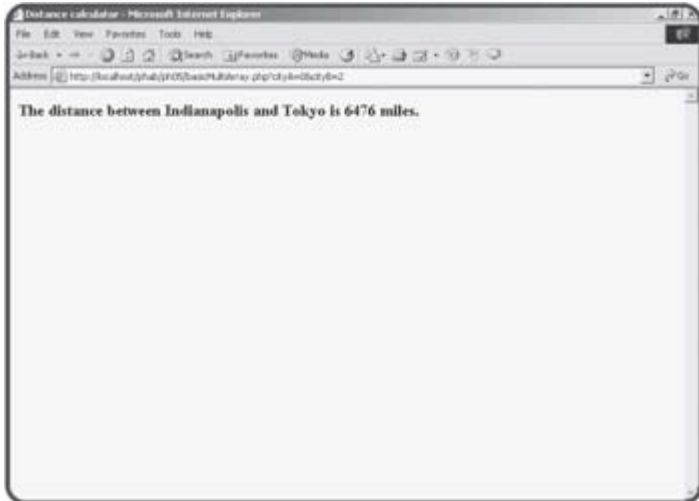 Distance calculator - Microsoft Internet Explorer
File Edit View Favorites Tools Help
Back Search Favorites Media
Address http://localhost/phab/ph05/basicMultiArray.php?cityA=0&cityB=2 Go
The distance between Indianapolis and Tokyo is 6476 miles.